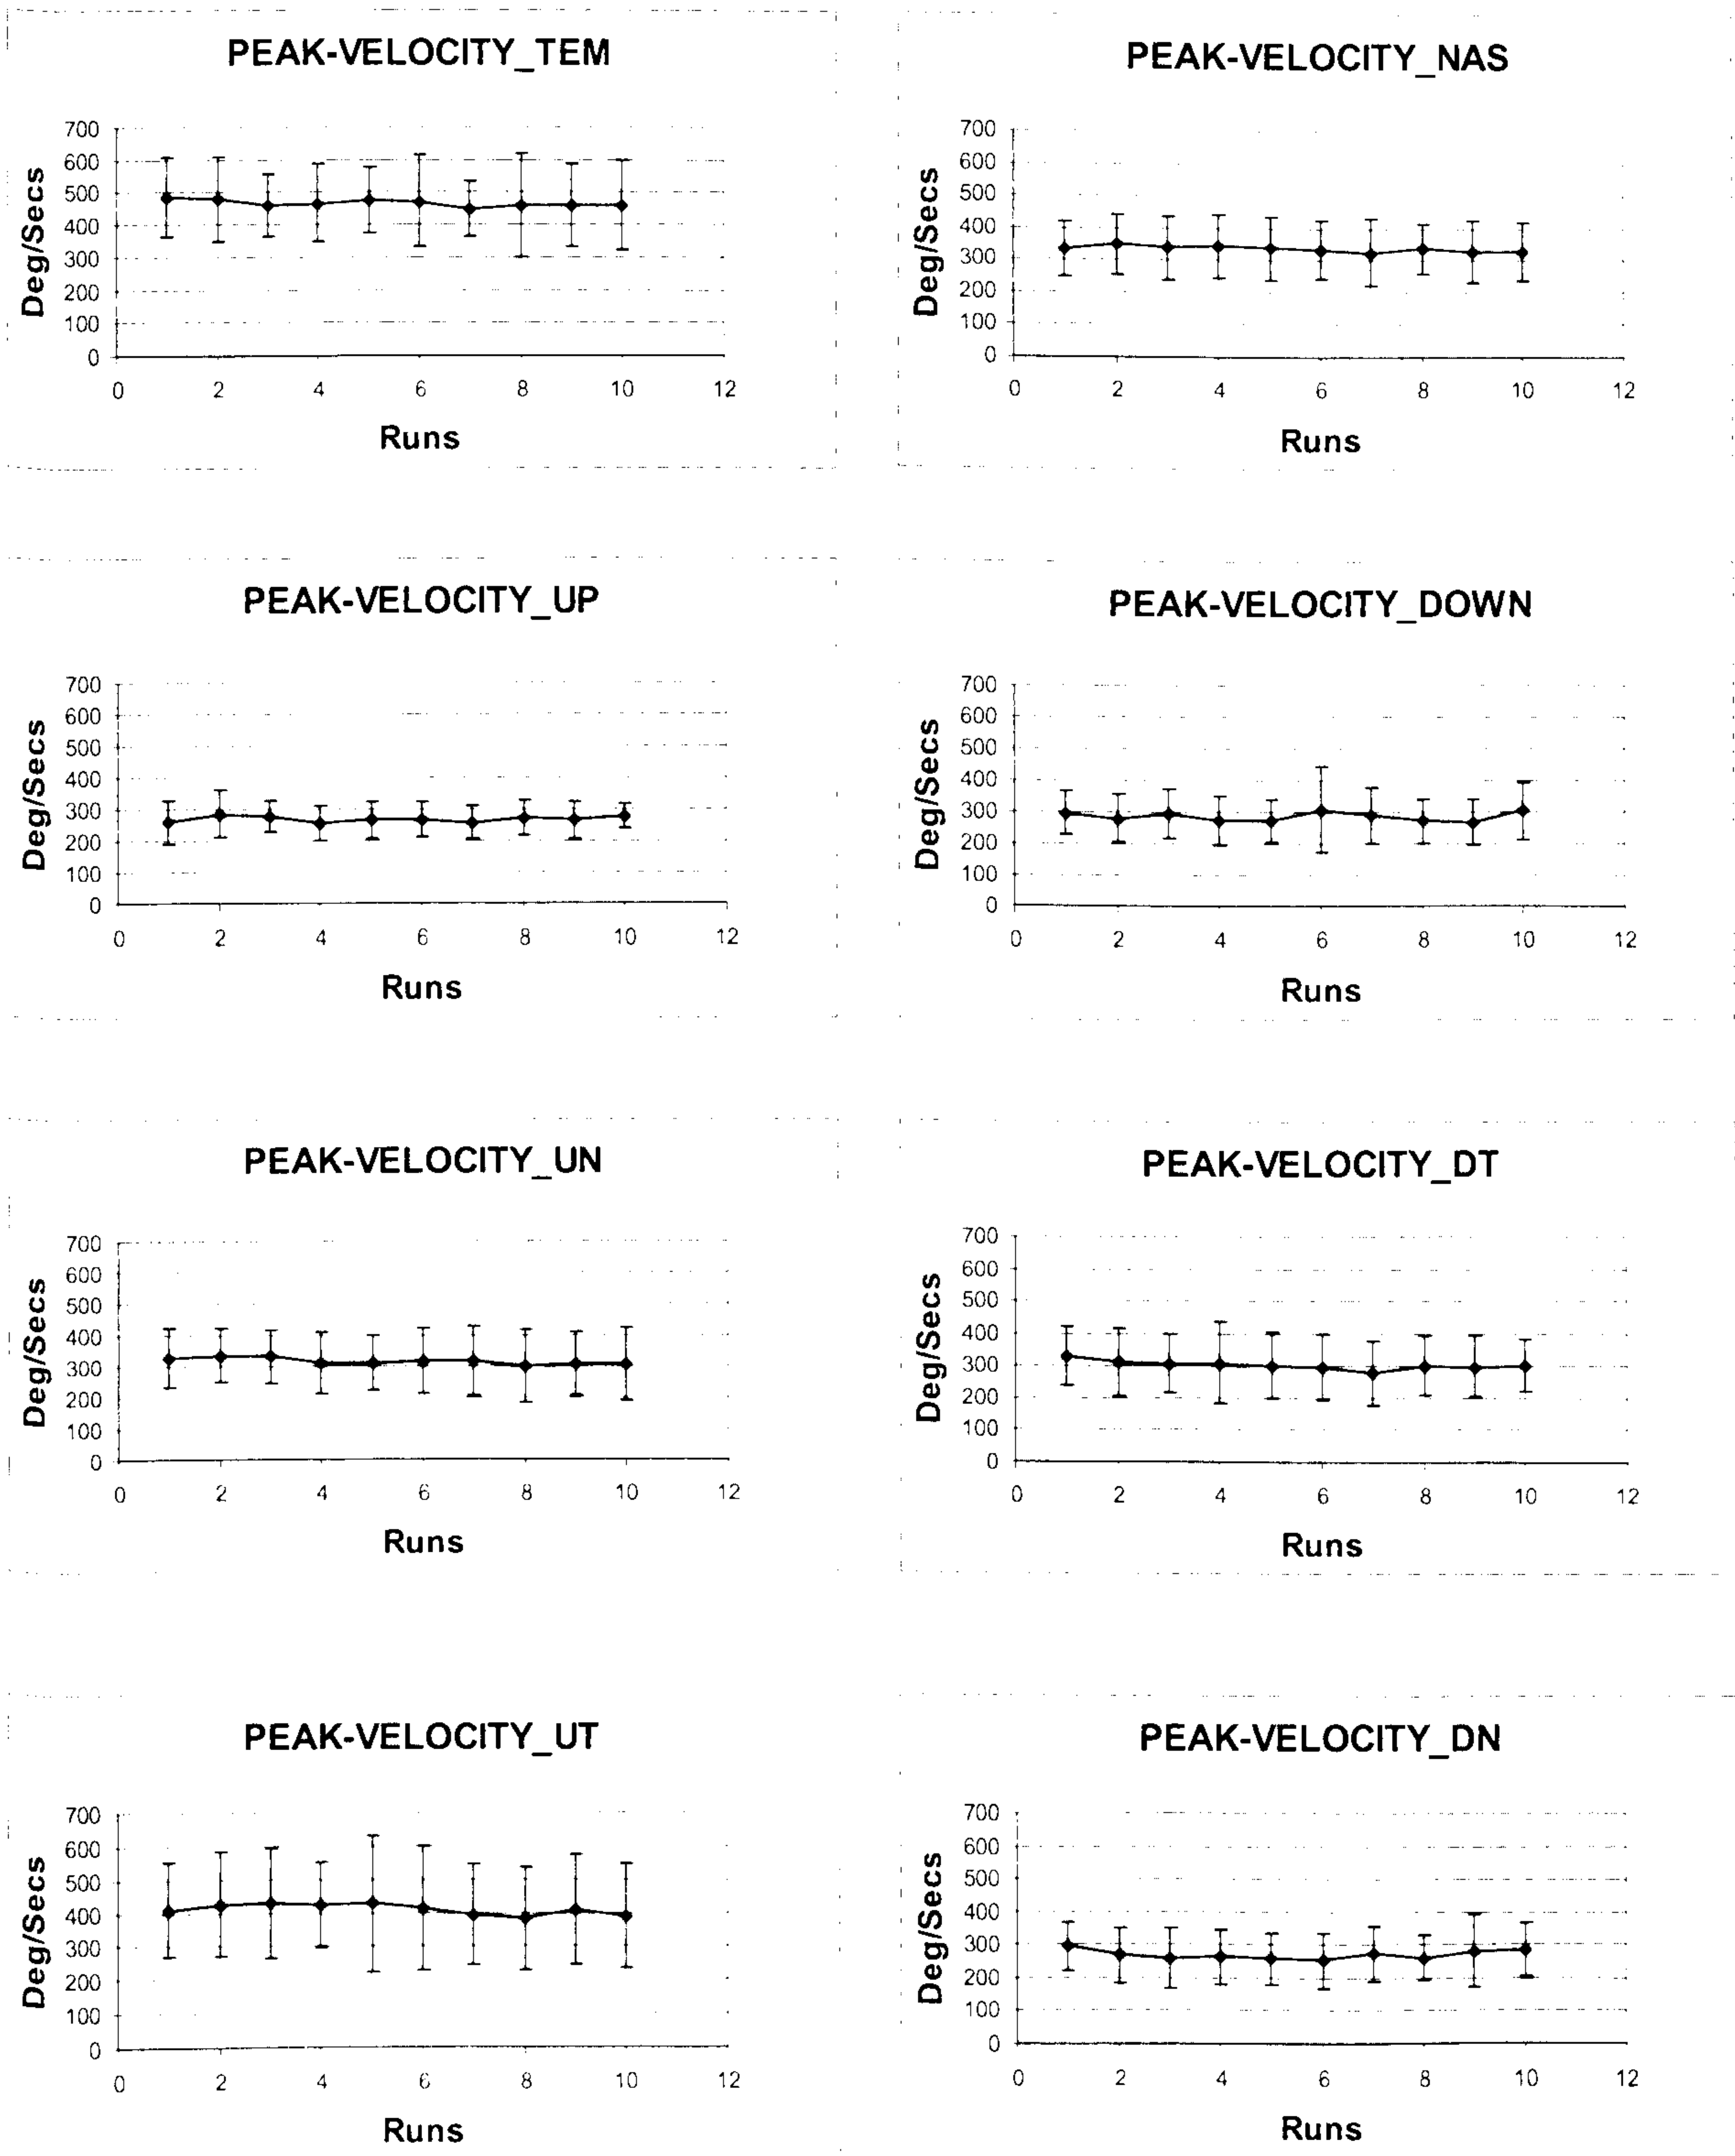 PEAK-VELOCITY_TEM
700
600
500
400
300
200
100
0
Deg/Secs
0 2 4 6 8 10 12
Runs
PEAK-VELOCITY_NAS
700
600
500
400
300
200
100
0
Deg/Secs
0 2 4 6 8 10 12
Runs
PEAK-VELOCITY_UP
700
600
500
400
300
200
100
0
Deg/Secs
0 2 4 6 8 10 12
Runs
PEAK-VELOCITY_DOWN
700
600
500
400
300
200
100
0
Deg/Secs
0 2 4 6 8 10 12
Runs
PEAK-VELOCITY_UN
700
600
500
400
300
200
100
0
Deg/Secs
0 2 4 6 8 10 12
Runs
PEAK-VELOCITY_DT
700
600
500
400
300
200
100
0
Deg/Secs
0 2 4 6 8 10 12
Runs
PEAK-VELOCITY_UT
700
600
500
400
300
200
100
0
Deg/Secs
0 2 4 6 8 10 12
Runs
PEAK-VELOCITY_DN
700
600
500
400
300
200
100
0
Deg/Secs
0 2 4 6 8 10 12
Runs